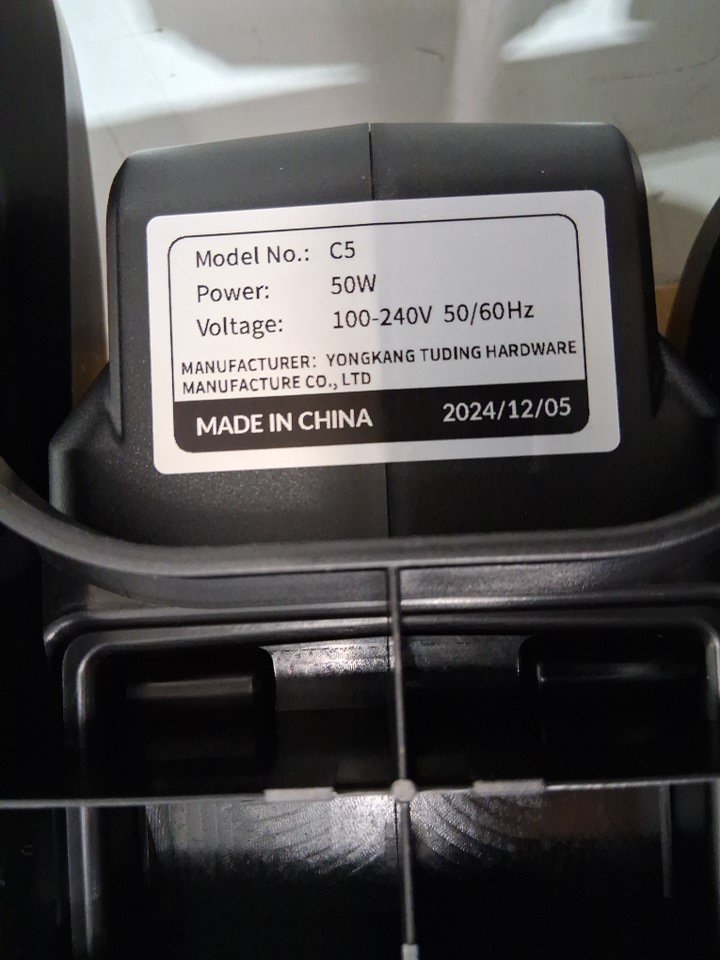 Model No.: C5
Power: 50W
Voltage: 100-240V 50/60Hz
MANUFACTURER: YONGKANG TUDING HARDWARE
MANUFACTURE CO., LTD
MADE IN CHINA 2024/12/05